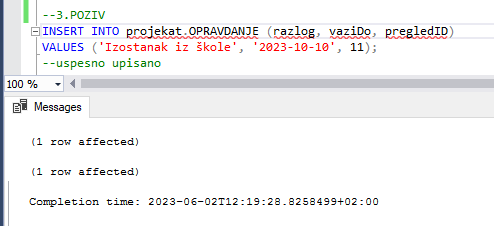 --3.POZIV
INSERT INTO projekat.OPRAVDANJE (razlog, vaziDo, pregledID)
VALUES ('Izostanak iz škole', '2023-10-10', 11);
--uspesno upisano
100 %
Messages
(1 row affected)
(1 row affected)
Completion time: 2023-06-02T12:19:28.8258499+02:00